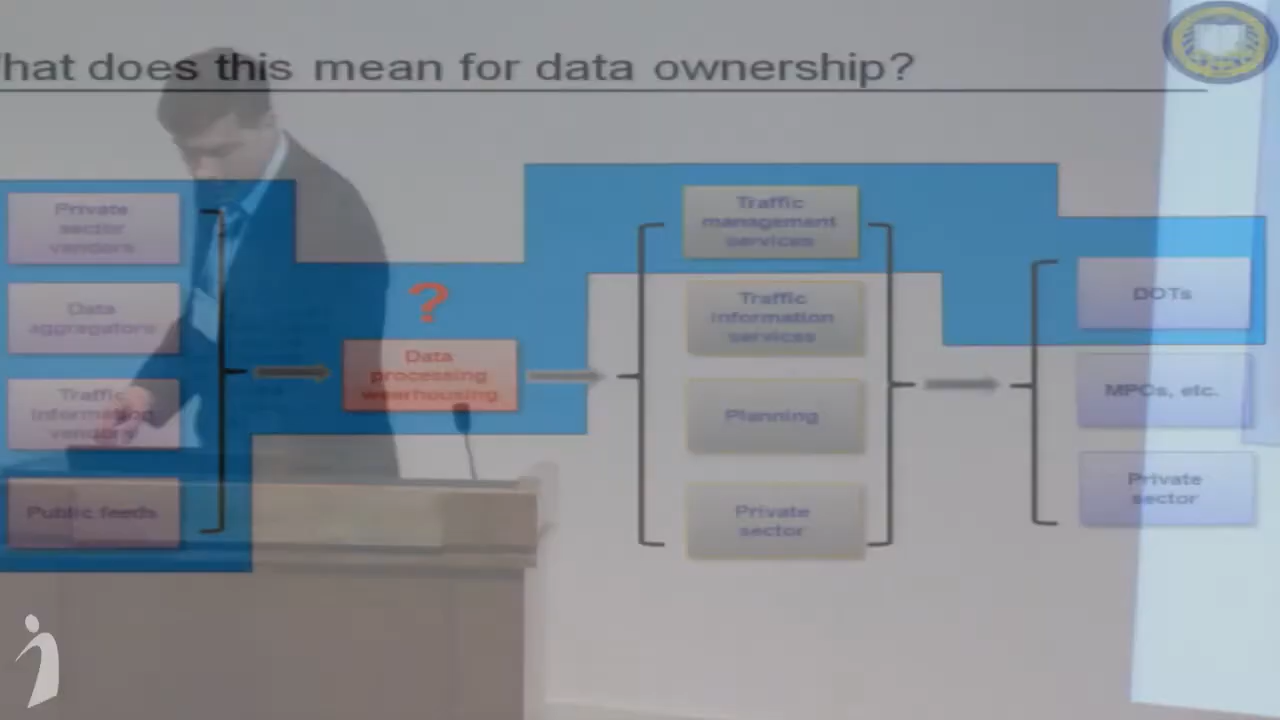 hat does this mean for data ownership?
Private
sector
vendors
Data
aggregators
Traffic
information
vendors
Public feeds
?
Data
processing
wearhousing
Traffic
management
services
Traffic
information
services
Planning
Private
sector
DOTs
MPOs, etc.
Private
sector